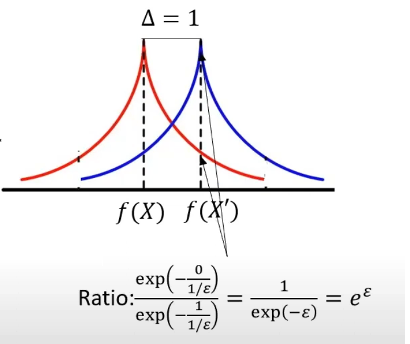 Δ = 1
f(X) f(X′)
Ratio: exp(−0/(1/ε)) / exp(−1/(1/ε)) = 1/exp(−ε) = e^ε